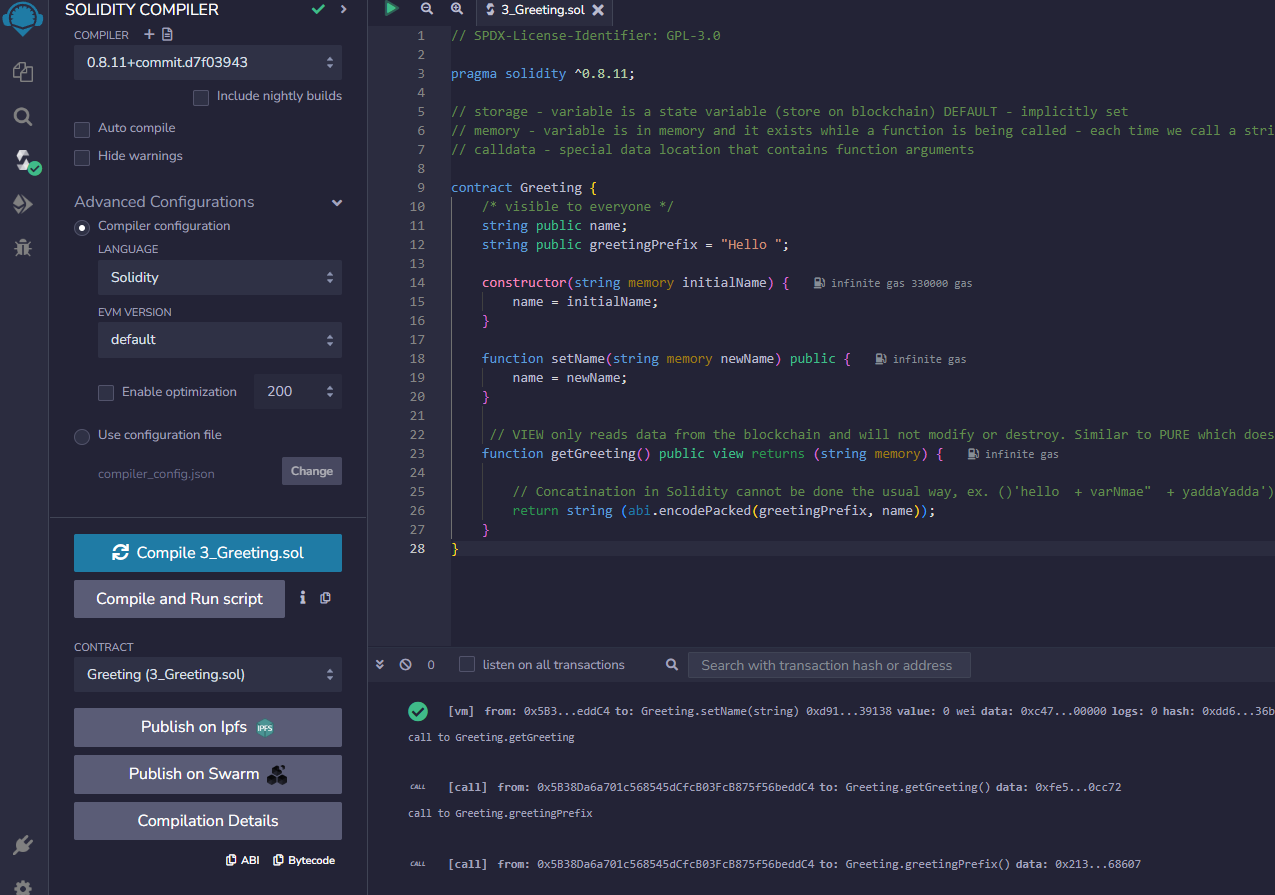 SOLIDITY COMPILER
COMPILER
0.8.11+commit.d7f03943
Include nightly builds
Auto compile
Hide warnings
Advanced Configurations
Compiler configuration
LANGUAGE
Solidity
EVM VERSION
default
Enable optimization
200
Use configuration file
compiler_config.json
Change
Compile 3_Greeting.sol
Compile and Run script
CONTRACT
Greeting (3_Greeting.sol)
Publish on Ipfs
IPFS
Publish on Swarm
Compilation Details
ABI
Bytecode
3_Greeting.sol
1 // SPDX-License-Identifier: GPL-3.0
2
3 pragma solidity ^0.8.11;
4
5 // storage - variable is a state variable (store on blockchain) DEFAULT - implicitly set
6 // memory - variable is in memory and it exists while a function is being called - each time we call a stri
7 // calldata - special data location that contains function arguments
8
9 contract Greeting {
10 /* visible to everyone */
11 string public name;
12 string public greetingPrefix = "Hello ";
13
14 constructor(string memory initialName) { infinite gas 330000 gas
15 name = initialName;
16 }
17
18 function setName(string memory newName) public { infinite gas
19 name = newName;
20 }
21
22 // VIEW only reads data from the blockchain and will not modify or destroy. Similar to PURE which does
23 function getGreeting() public view returns (string memory) { infinite gas
24
25 // Concatination in Solidity cannot be done the usual way, ex. ()'hello  + varNmae"  + yaddaYadda')
26 return string (abi.encodePacked(greetingPrefix, name));
27 }
28 }
0
listen on all transactions
Search with transaction hash or address
[vm] from: 0x5B3...eddC4 to: Greeting.setName(string) 0xd91...39138 value: 0 wei data: 0xc47...00000 logs: 0 hash: 0xdd6...36b
call to Greeting.getGreeting
CALL [call] from: 0x5B38Da6a701c568545dCfcB03FcB875f56beddC4 to: Greeting.getGreeting() data: 0xfe5...0cc72
call to Greeting.greetingPrefix
CALL [call] from: 0x5B38Da6a701c568545dCfcB03FcB875f56beddC4 to: Greeting.greetingPrefix() data: 0x213...68607